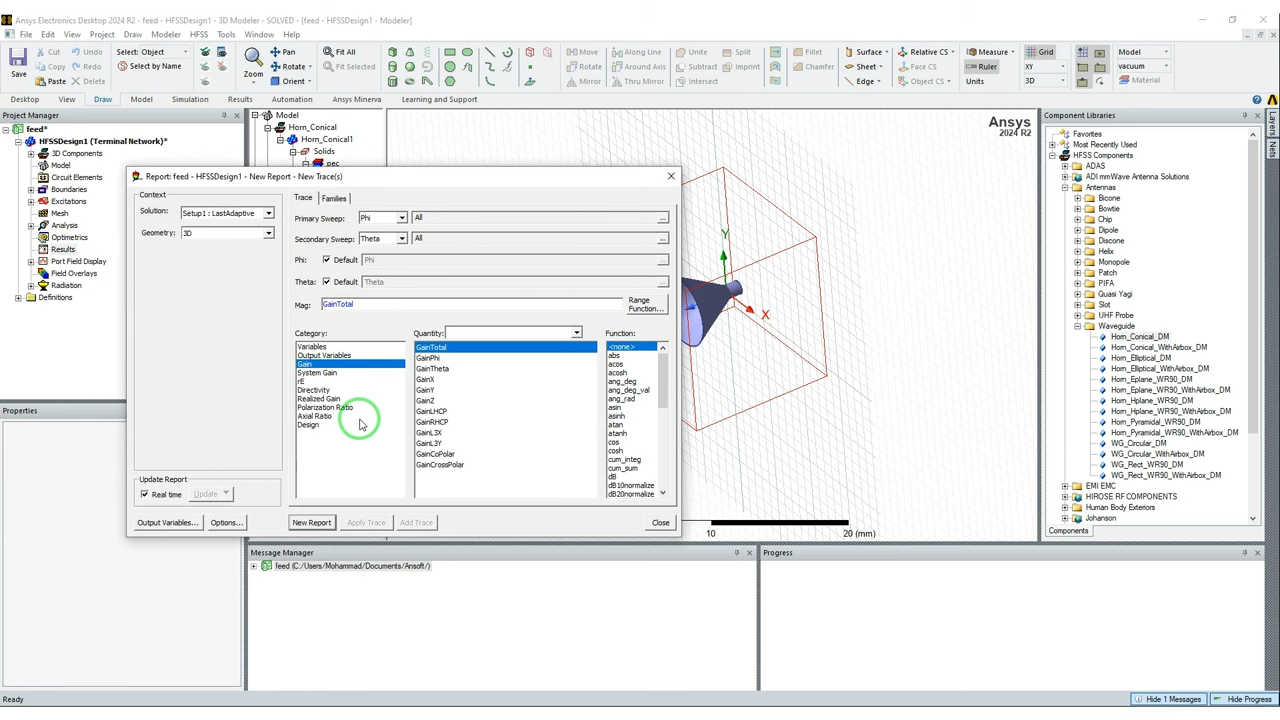 Ansys Electronics Desktop 2024 R2 - feed - HFSSDesign1 - 3D Modeler - SOLVED - [feed - HFSSDesign1 - Modeler]
File Edit View Project Draw Modeler HFSS Tools Window Help
Save
Cut
Copy
Paste
Undo
Redo
Delete
Select: Object
Select by Name
Zoom
Pan
Rotate
Orient
Fit All
Fit Selected
Move
Rotate
Mirror
Along Line
Around Axis
Thru Mirror
Unite
Subtract
Intersect
Split
Imprint
Fillet
Chamfer
Surface
Sheet
Edge
Relative CS
Face CS
Object CS
Measure
Ruler
Units
Grid
XY
3D
Model
vacuum
Material
Desktop View Draw Model Simulation Results Automation Ansys Minerva Learning and Support
Project Manager
feed*
HFSSDesign1 (Terminal Network)*
3D Components
Model
Circuit Elements
Boundaries
Excitations
Mesh
Analysis
Optimetrics
Results
Port Field Display
Field Overlays
Radiation
Definitions
Properties
Model
Horn_Conical
Horn_Conical1
Solids
pec
Ansys
2024 R2
Y
X
10
20 (mm)
Report: feed - HFSSDesign1 - New Report - New Trace(s)
Context
Solution: Setup1 : LastAdaptive
Geometry: 3D
Update Report
Real time Update
Output Variables... Options...
Trace Families
Primary Sweep: Phi All ...
Secondary Sweep: Theta All ...
Phi: Default Phi ...
Theta: Default Theta ...
Mag: GainTotal
Range
Function...
Category:
Variables
Output Variables
Gain
System Gain
rE
Directivity
Realized Gain
Polarization Ratio
Axial Ratio
Design
Quantity:
GainTotal
GainPhi
GainTheta
GainX
GainY
GainZ
GainLHCP
GainRHCP
GainL3X
GainL3Y
GainCoPolar
GainCrossPolar
Function:
<none>
abs
acos
acosh
ang_deg
ang_deg_val
ang_rad
asin
asinh
atan
atanh
cos
cosh
cum_integ
cum_sum
dB
dB10normalize
dB20normalize
New Report Apply Trace Add Trace Close
Component Libraries
Favorites
Most Recently Used
HFSS Components
ADAS
ADI mmWave Antenna Solutions
Antennas
Bicone
Bowtie
Chip
Dipole
Discone
Helix
Horn
Monopole
Patch
PIFA
Quasi Yagi
Slot
UHF Probe
Waveguide
Horn_Conical_DM
Horn_Conical_WithAirbox_DM
Horn_Elliptical_DM
Horn_Elliptical_WithAirbox_DM
Horn_Eplane_WR90_DM
Horn_Eplane_WR90_WithAirbox_DM
Horn_Hplane_WR90_DM
Horn_Hplane_WR90_WithAirbox_DM
Horn_Pyramidal_WR90_DM
Horn_Pyramidal_WR90_WithAirbox_DM
WG_Circular_DM
WG_Circular_WithAirbox_DM
WG_Rect_WR90_DM
WG_Rect_WR90_WithAirbox_DM
EMI EMC
HIROSE RF COMPONENTS
Human Body Exteriors
Johanson
Components
Layers
Nets
Message Manager
feed (C:/Users/Mohammad/Documents/Ansoft/)
Progress
Ready
Hide 1 Messages Hide Progress